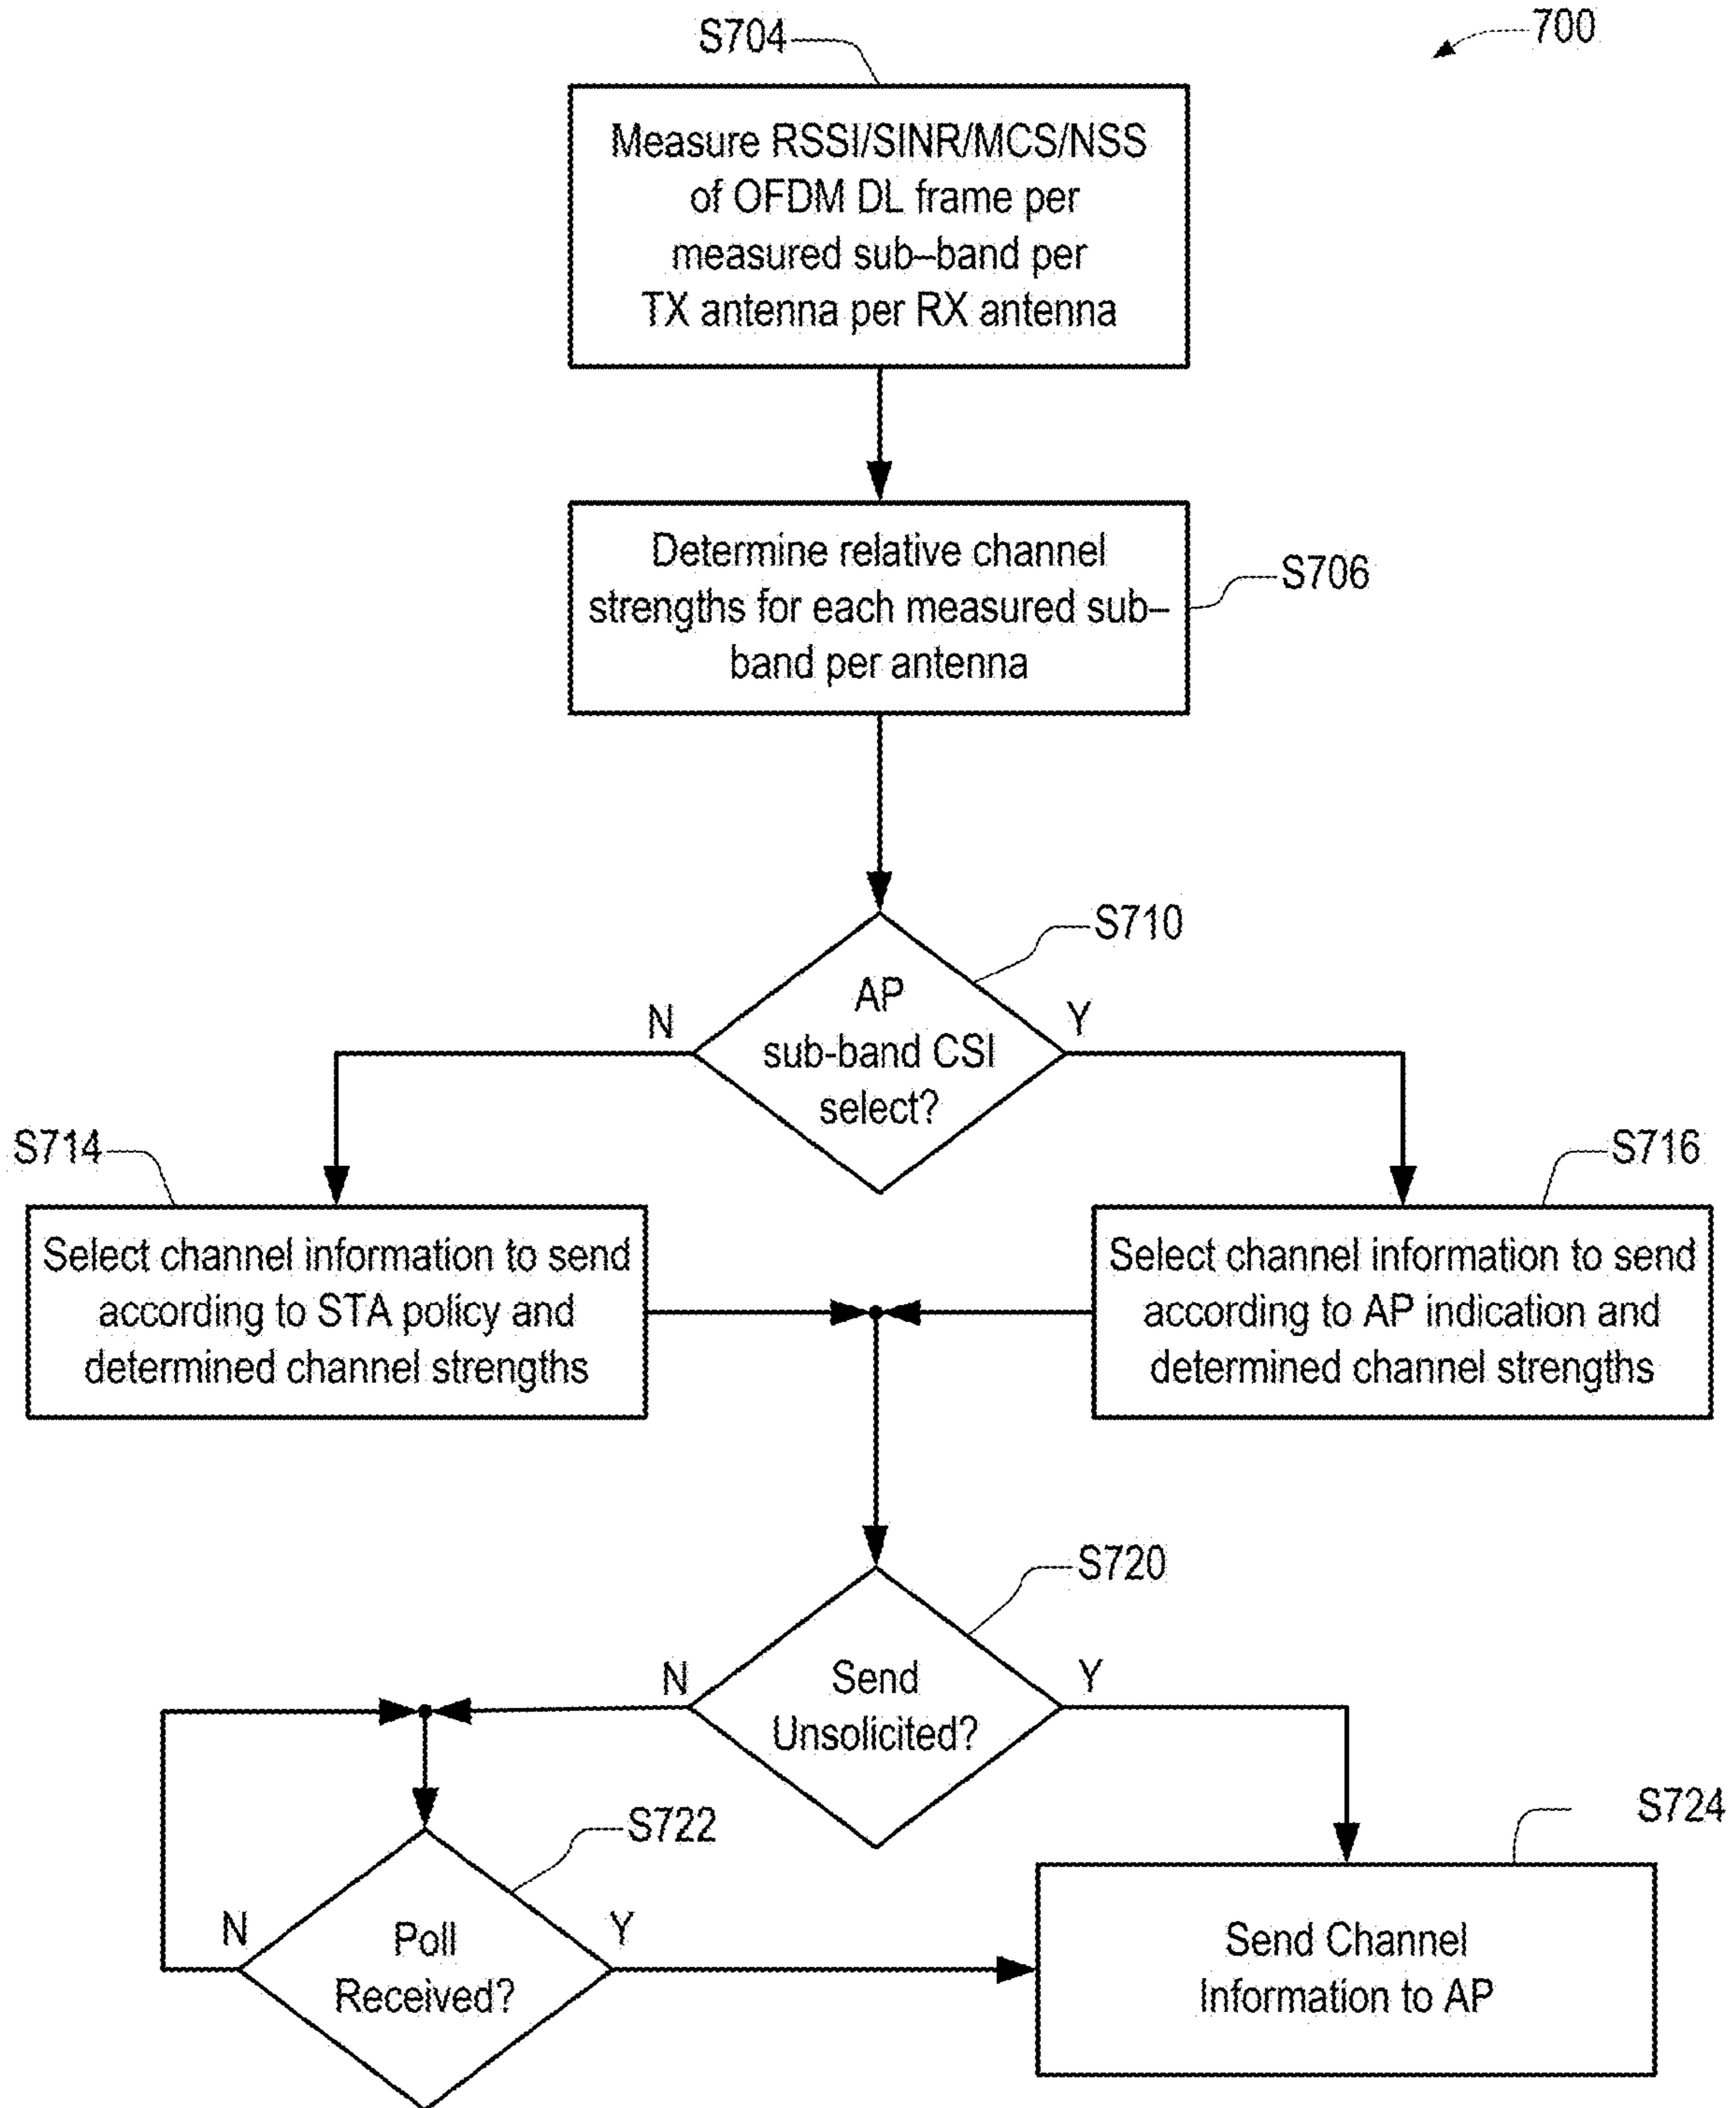 S704
700
Measure RSSI/SINR/MCS/NSS
of OFDM DL frame per
measured sub–band per
TX antenna per RX antenna
Determine relative channel
strengths for each measured sub–
band per antenna
S706
S710
AP
sub-band CSI
select?
N
Y
S714
S716
Select channel information to send
according to STA policy and
determined channel strengths
Select channel information to send
according to AP indication and
determined channel strengths
S720
Send
Unsolicited?
N
Y
S722
S724
Poll
Received?
N
Y
Send Channel
Information to AP